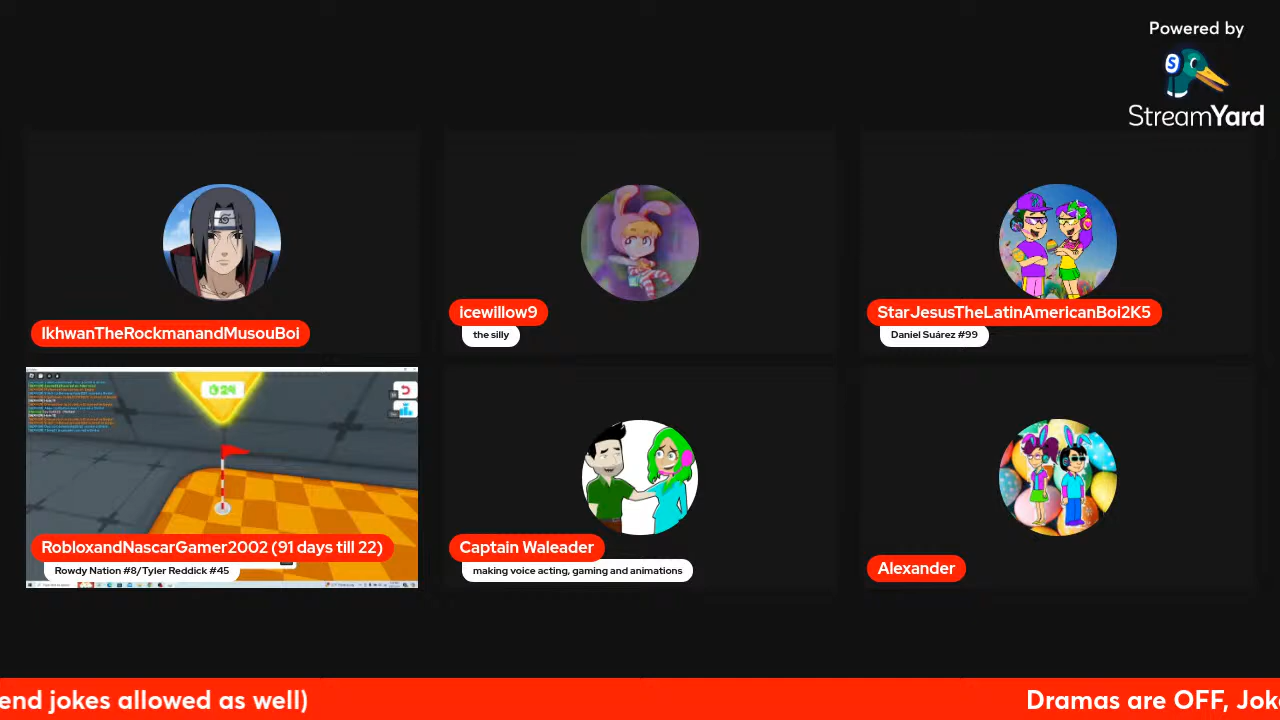 Powered by
S
StreamYard
IkhwanTheRockmanandMusouBoi
icewillow9
the silly
StarJesusTheLatinAmericanBoi2K5
Daniel Suárez #99
24
RobloxandNascarGamer2002 (91 days till 22)
Rowdy Nation #8/Tyler Reddick #45
Captain Waleader
making voice acting, gaming and animations
Alexander
end jokes allowed as well)
Dramas are OFF, Jok